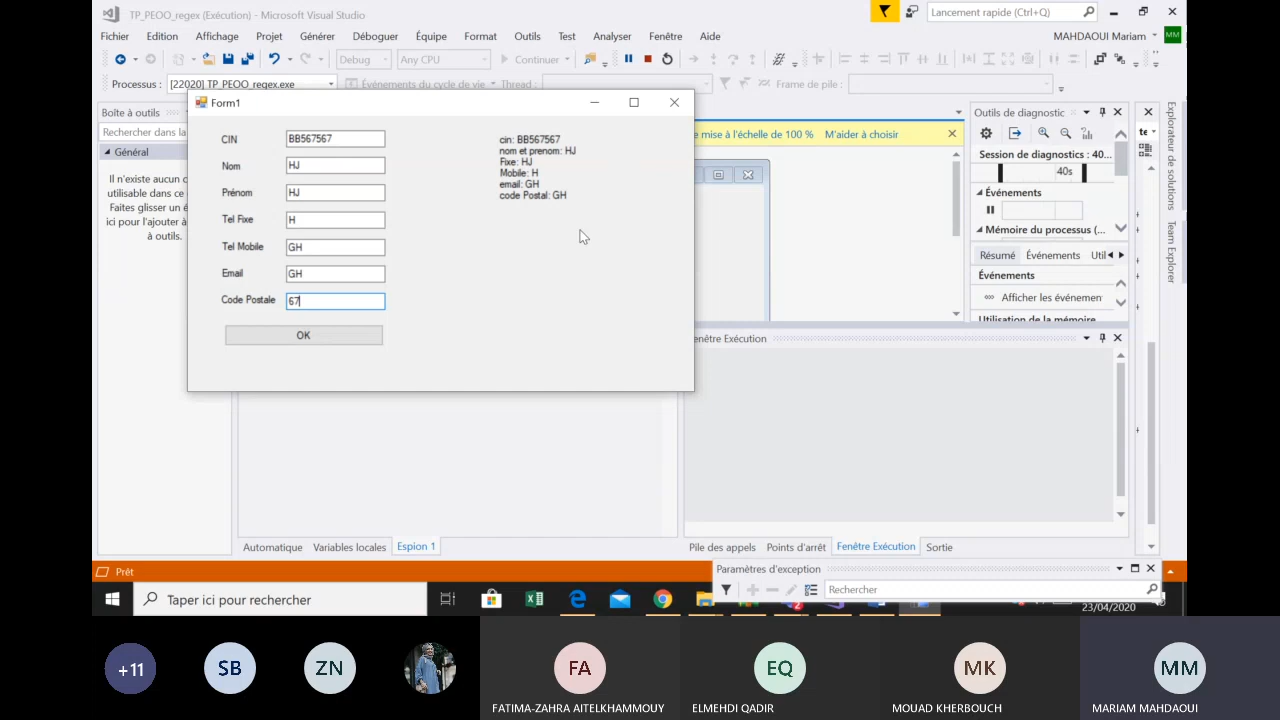 TP_PEOO_regex (Exécution) - Microsoft Visual Studio
Lancement rapide (Ctrl+Q)
Fichier Edition Affichage Projet Générer Déboguer Équipe Format Outils Test Analyser Fenêtre Aide
MAHDAOUI Mariam MM
Debug Any CPU Continuer
Processus : [22020] TP_PEOO_regex.exe Événements du cycle de vie Thread : Frame de pile :
Boîte à outils
Rechercher dans la
Général
Il n'existe aucun c
utilisable dans ce
Faites glisser un é
ici pour l'ajouter à
à outils.
Form1
CIN BB567567
Nom HJ
Prénom HJ
Tel Fixe H
Tel Mobile GH
Email GH
Code Postale 67
OK
cin: BB567567
nom et prenom: HJ
Fixe: HJ
Mobile: H
email: GH
code Postal: GH
e mise à l'échelle de 100 % M'aider à choisir
Outils de diagnostic
Session de diagnostics : 40...
40s
Événements
Mémoire du processus (...
Résumé Événements Util
Événements
Afficher les événemen
Utilisation de la mémoire
te
Explorateur de solutions
Team Explorer
enêtre Exécution
Automatique Variables locales Espion 1
Pile des appels Points d'arrêt Fenêtre Exécution Sortie
Prêt
Paramètres d'exception
Rechercher
Taper ici pour rechercher
23/04/2020
+11
SB
ZN
FA
EQ
MK
MM
FATIMA-ZAHRA AITELKHAMMOUY
ELMEHDI QADIR
MOUAD KHERBOUCH
MARIAM MAHDAOUI